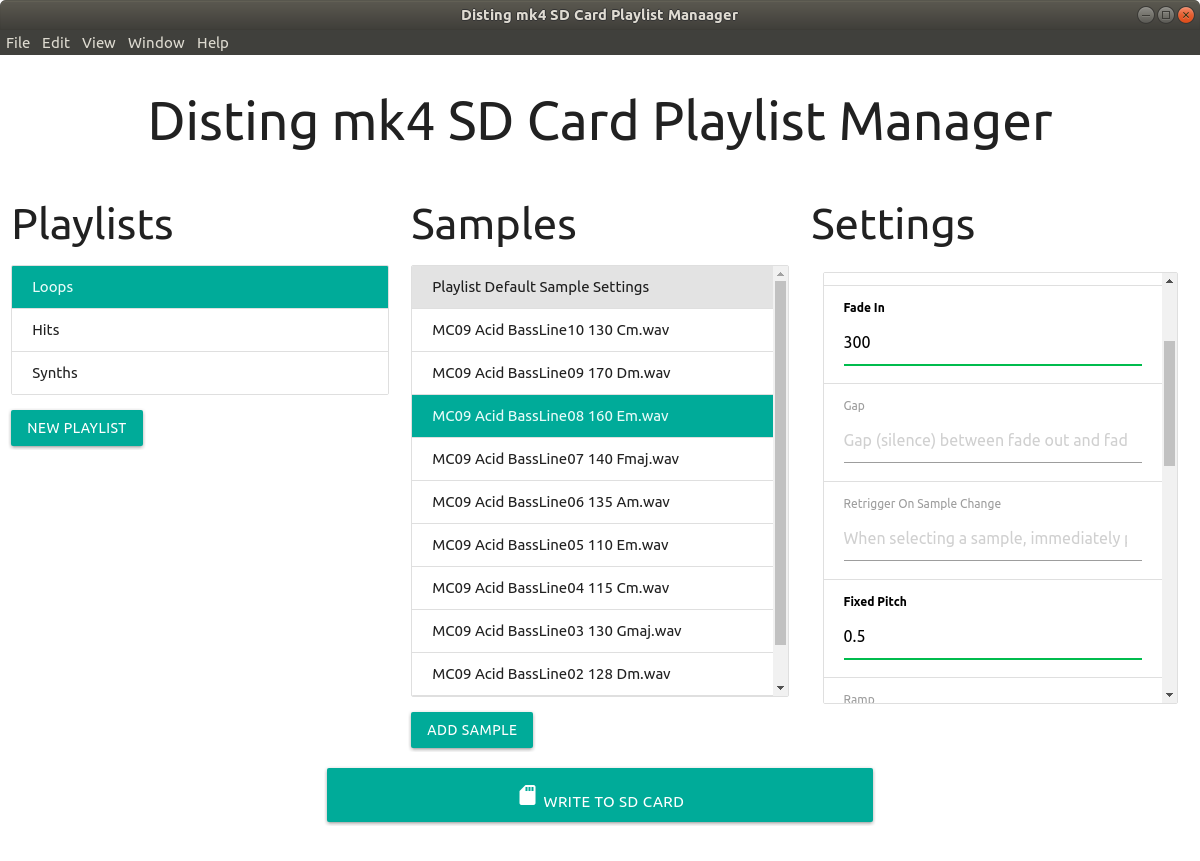 Disting mk4 SD Card Playlist Manaager
File Edit View Window Help
Disting mk4 SD Card Playlist Manager
Playlists
Loops
Hits
Synths
NEW PLAYLIST
Samples
Playlist Default Sample Settings
MC09 Acid BassLine10 130 Cm.wav
MC09 Acid BassLine09 170 Dm.wav
MC09 Acid BassLine08 160 Em.wav
MC09 Acid BassLine07 140 Fmaj.wav
MC09 Acid BassLine06 135 Am.wav
MC09 Acid BassLine05 110 Em.wav
MC09 Acid BassLine04 115 Cm.wav
MC09 Acid BassLine03 130 Gmaj.wav
MC09 Acid BassLine02 128 Dm.wav
ADD SAMPLE
Settings
Fade In
300
Gap
Gap (silence) between fade out and fad
Retrigger On Sample Change
When selecting a sample, immediately
Fixed Pitch
0.5
Ramp
WRITE TO SD CARD